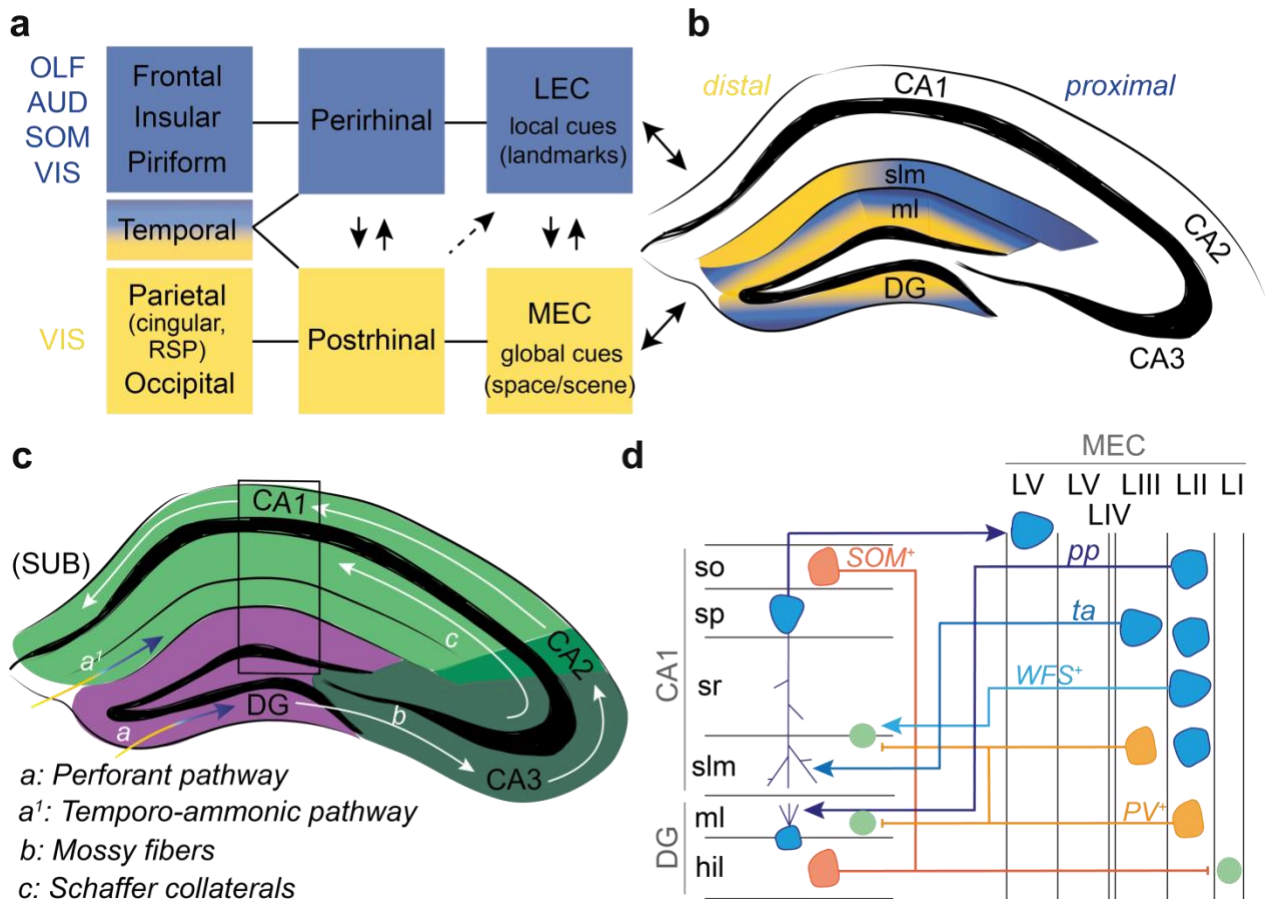 a
OLF
AUD
SOM
VIS
Frontal
Insular
Piriform
Perirhinal
LEC
local cues
(landmarks)
Temporal
VIS
Parietal
(cingular,
RSP)
Occipital
Postrhinal
MEC
global cues
(space/scene)
b
distal
CA1
proximal
slm
ml
CA2
DG
CA3
c
CA1
(SUB)
c
CA2
a¹
DG
b
a
CA3
a: Perforant pathway
a¹: Temporo-ammonic pathway
b: Mossy fibers
c: Schaffer collaterals
d
MEC
LV LV LIII LII LI
LIV
CA1
so
SOM⁺
pp
sp
ta
sr
WFS⁺
slm
DG
ml
PV⁺
hil